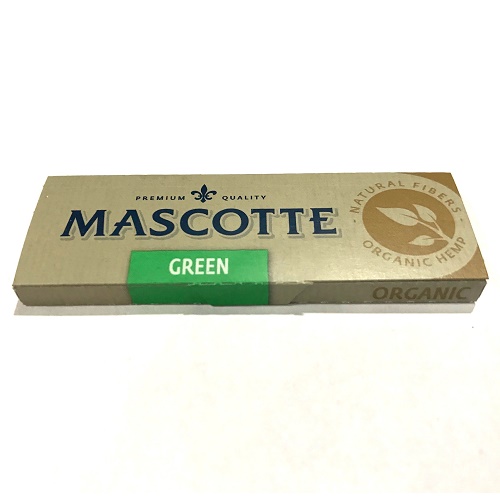 PREMIUM QUALITY
MASCOTTE
GREEN
- NATURAL FIBERS -
ORGANIC HEMP
ORGANIC